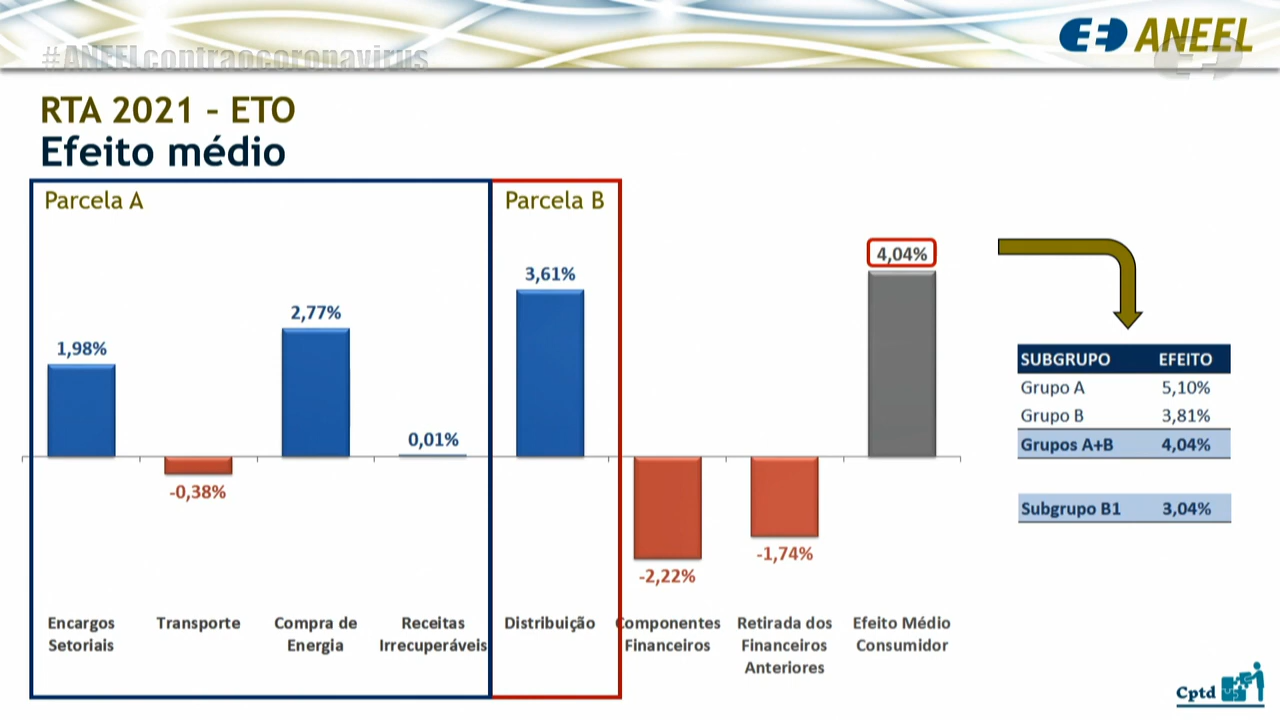 #ANEELcontraocoronavirus
ANEEL
RTA 2021 – ETO
Efeito médio
Parcela A
Parcela B
1,98%
-0,38%
2,77%
0,01%
3,61%
-2,22%
-1,74%
4,04%
Encargos
Setoriais
Transporte
Compra de
Energia
Receitas
Irrecuperáveis
Distribuição
Componentes
Financeiros
Retirada dos
Financeiros
Anteriores
Efeito Médio
Consumidor
SUBGRUPO EFEITO
Grupo A 5,10%
Grupo B 3,81%
Grupos A+B 4,04%
Subgrupo B1 3,04%
Cptd